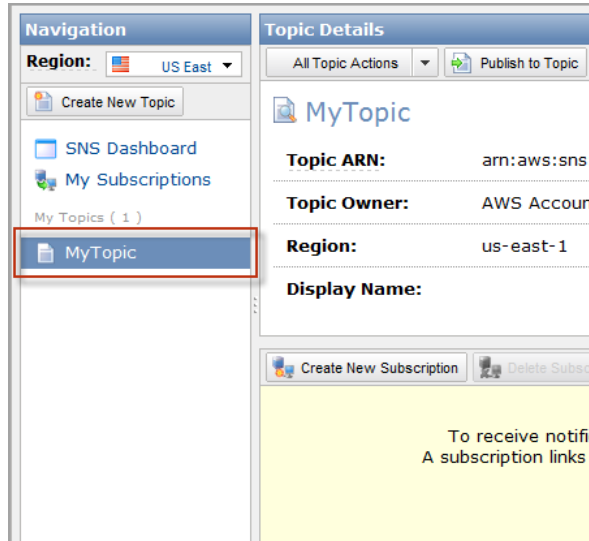 Navigation
Region: US East
Create New Topic
SNS Dashboard
My Subscriptions
My Topics ( 1 )
MyTopic
Topic Details
All Topic Actions
Publish to Topic
MyTopic
Topic ARN: arn:aws:sns
Topic Owner: AWS Accoun
Region: us-east-1
Display Name:
Create New Subscription
Delete Subsc
To receive notifi
A subscription links